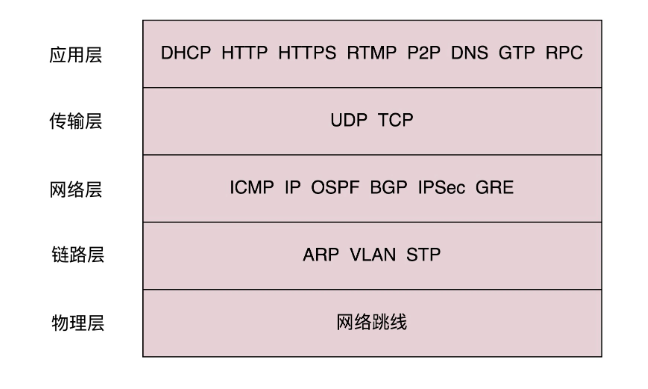 应用层 DHCP HTTP HTTPS RTMP P2P DNS GTP RPC
传输层 UDP TCP
网络层 ICMP IP OSPF BGP IPSec GRE
链路层 ARP VLAN STP
物理层 网络跳线